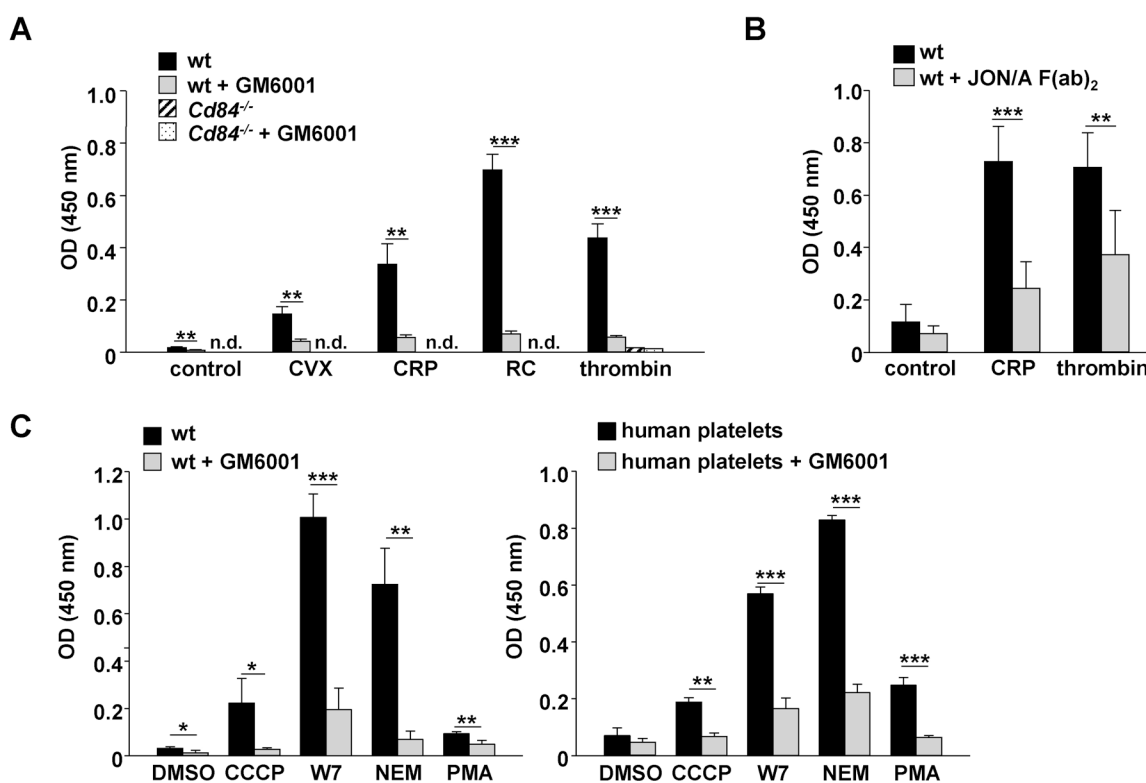 A
wt
wt + GM6001
Cd84-/-
Cd84-/- + GM6001
OD (450 nm)
1.0
0.8
0.6
0.4
0.2
0
**
n.d.
**
n.d.
**
n.d.
***
n.d.
***
control CVX CRP RC thrombin
B
wt
wt + JON/A F(ab)2
OD (450 nm)
1.0
0.8
0.6
0.4
0.2
0
***
**
control CRP thrombin
C
wt
wt + GM6001
OD (450 nm)
1.2
1.0
0.8
0.6
0.4
0.2
0
*
*
***
**
**
DMSO CCCP W7 NEM PMA
human platelets
human platelets + GM6001
OD (450 nm)
1.0
0.8
0.6
0.4
0.2
0
**
***
***
***
DMSO CCCP W7 NEM PMA